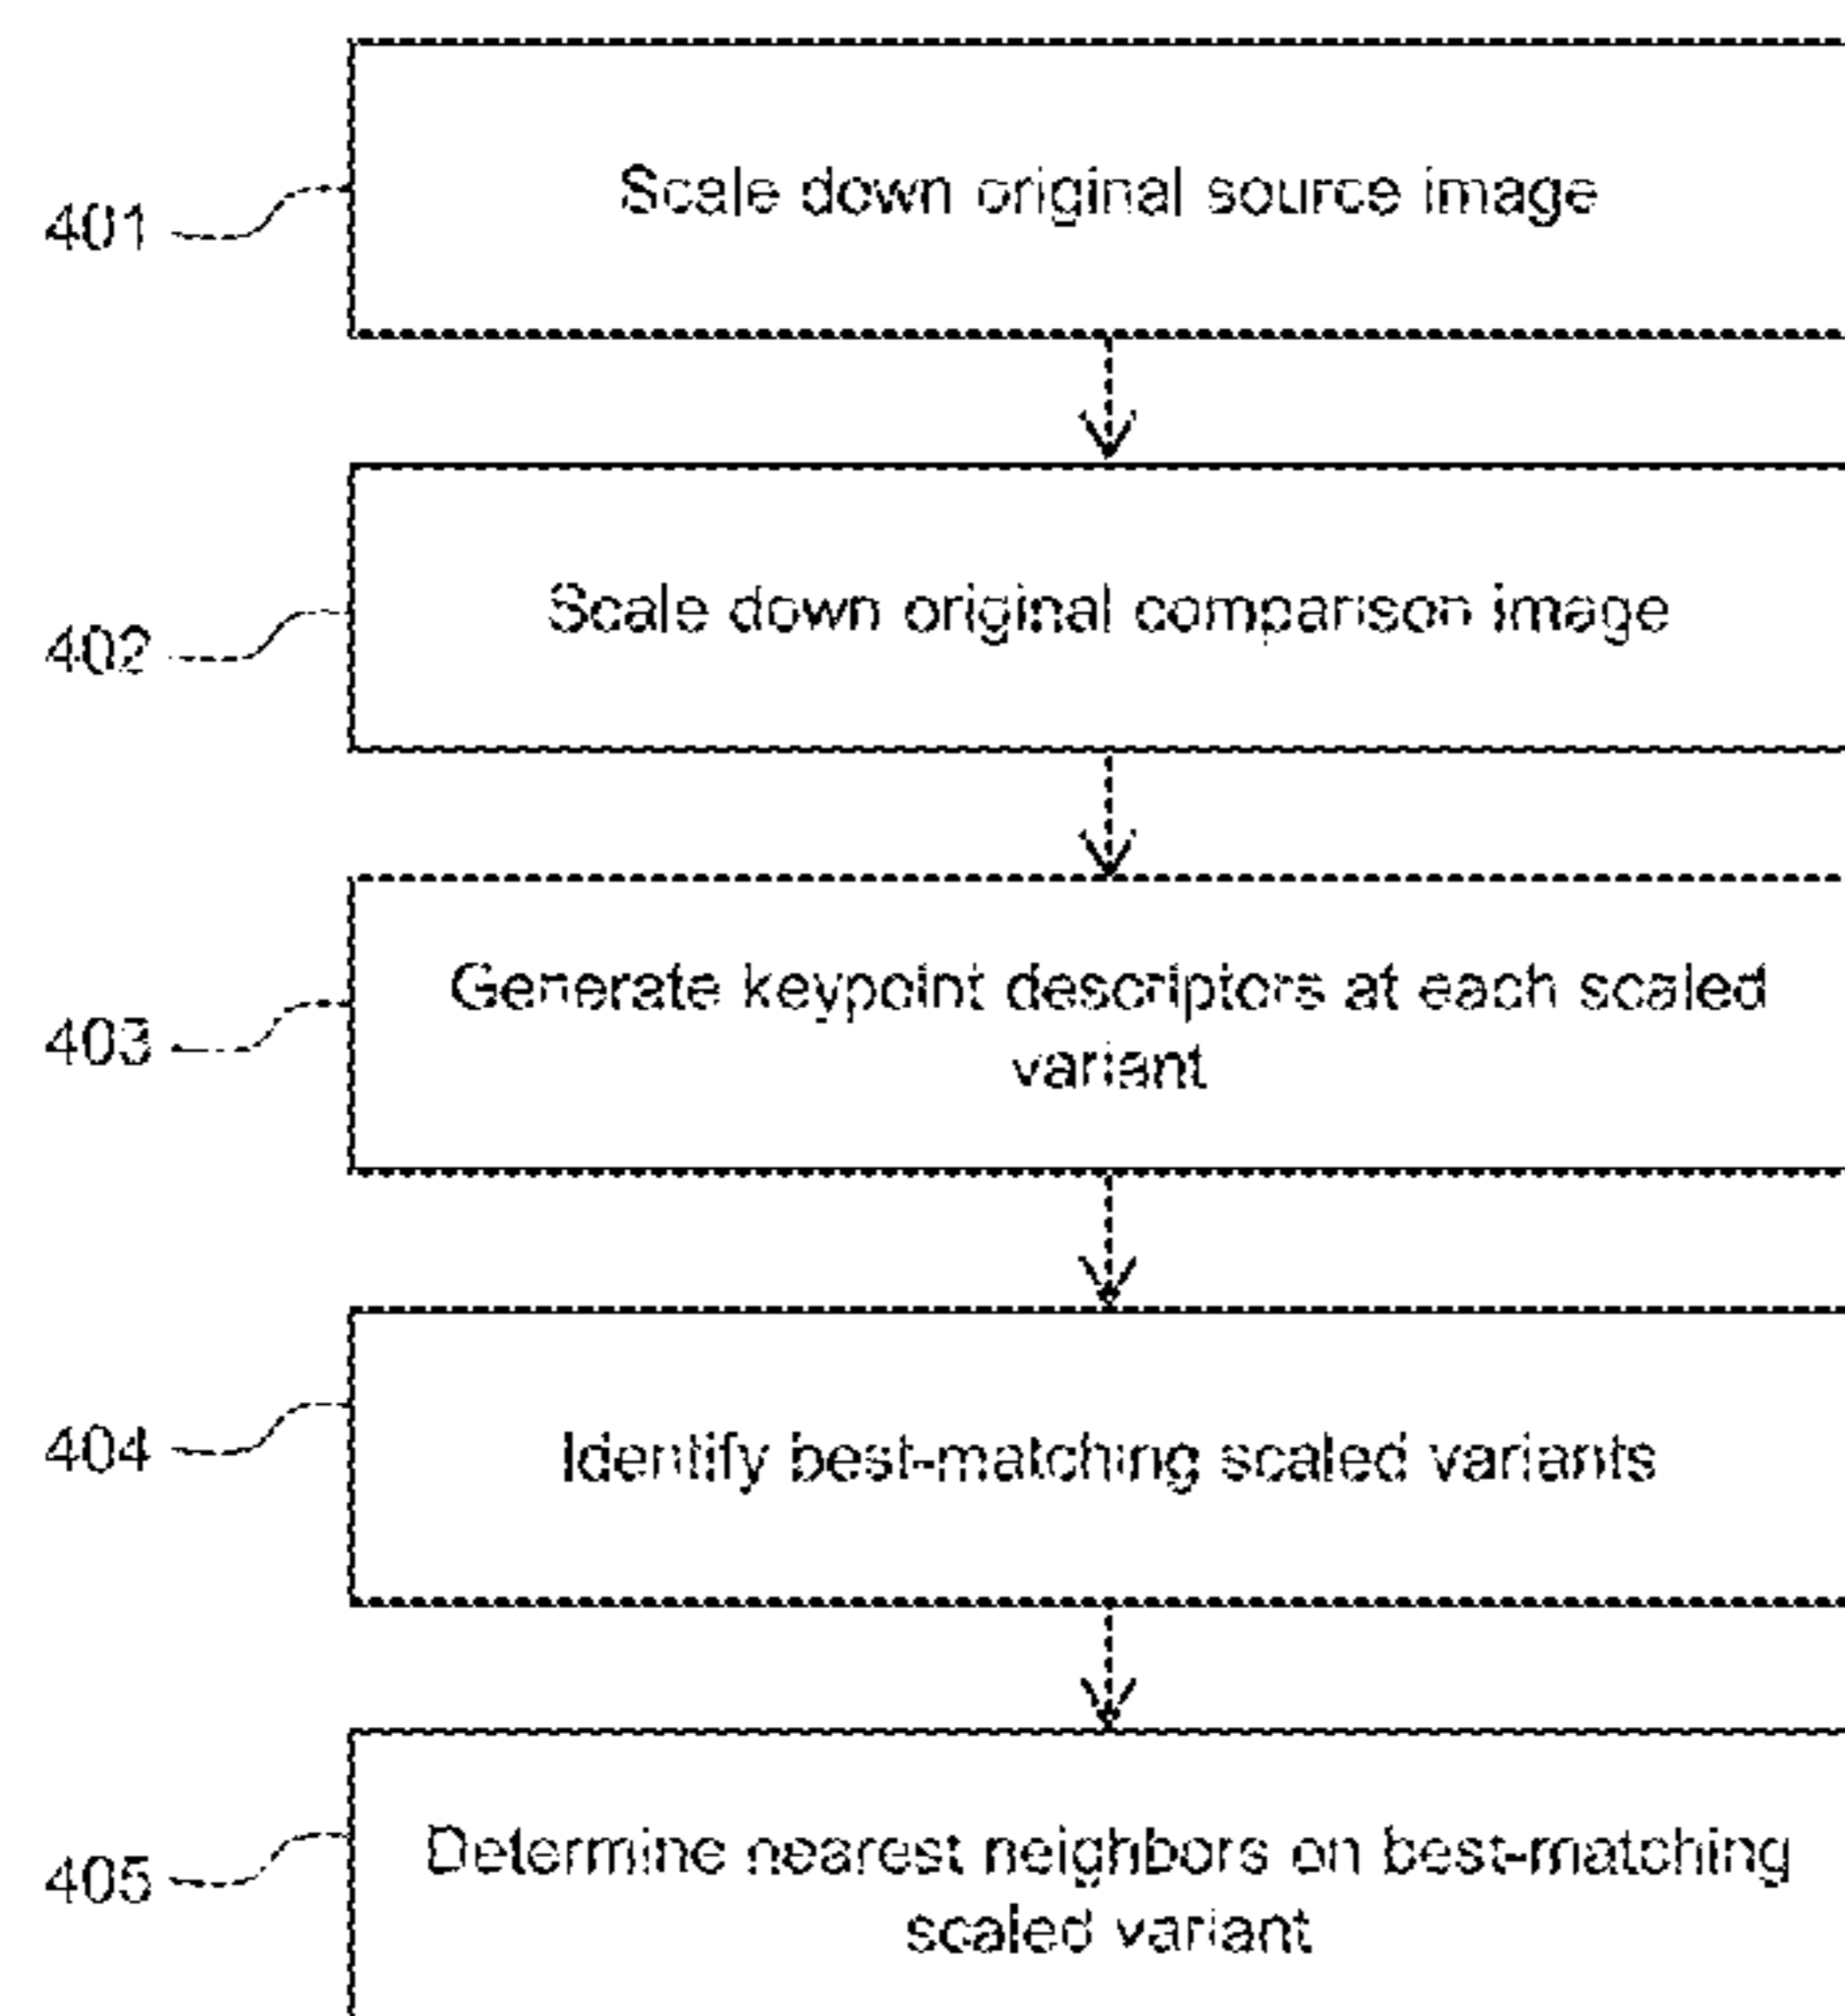 401
Scale down original source image
402
Scale down original comparison image
403
Generate keypoint descriptors at each scaled
variant
404
Identify best-matching scaled variants
405
Determine nearest neighbors on best-matching
scaled variant